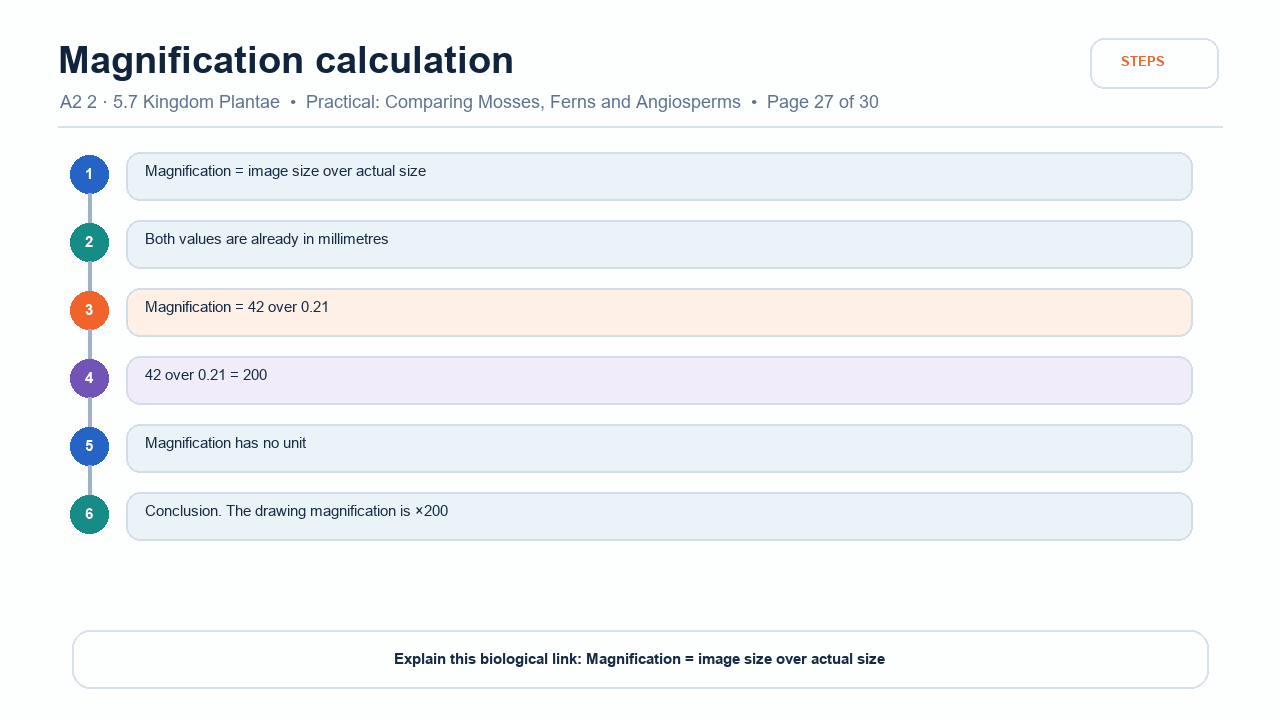 Magnification calculation
STEPS
A2 2 · 5.7 Kingdom Plantae • Practical: Comparing Mosses, Ferns and Angiosperms • Page 27 of 30
1 Magnification = image size over actual size
2 Both values are already in millimetres
3 Magnification = 42 over 0.21
4 42 over 0.21 = 200
5 Magnification has no unit
6 Conclusion. The drawing magnification is ×200
Explain this biological link: Magnification = image size over actual size